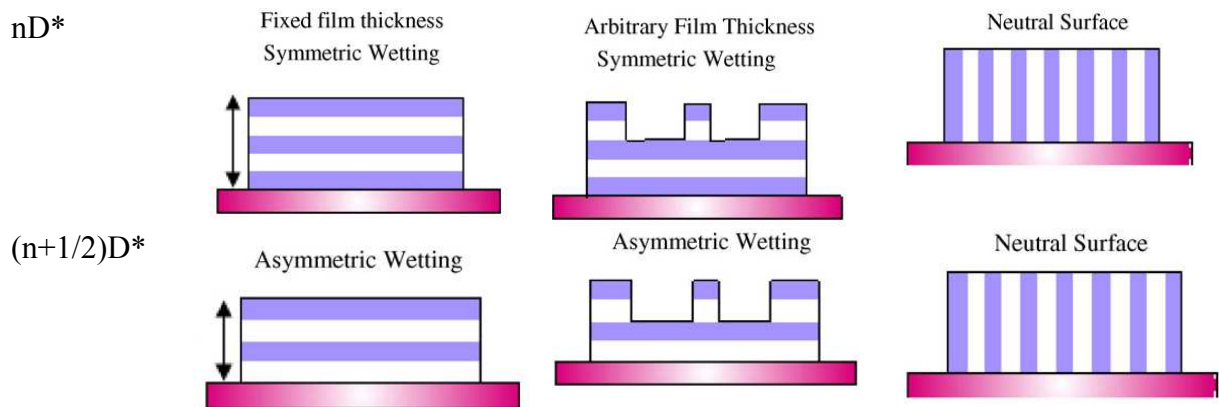 nD*
Fixed film thickness
Symmetric Wetting
Arbitrary Film Thickness
Symmetric Wetting
Neutral Surface
(n+1/2)D*
Asymmetric Wetting
Asymmetric Wetting
Neutral Surface